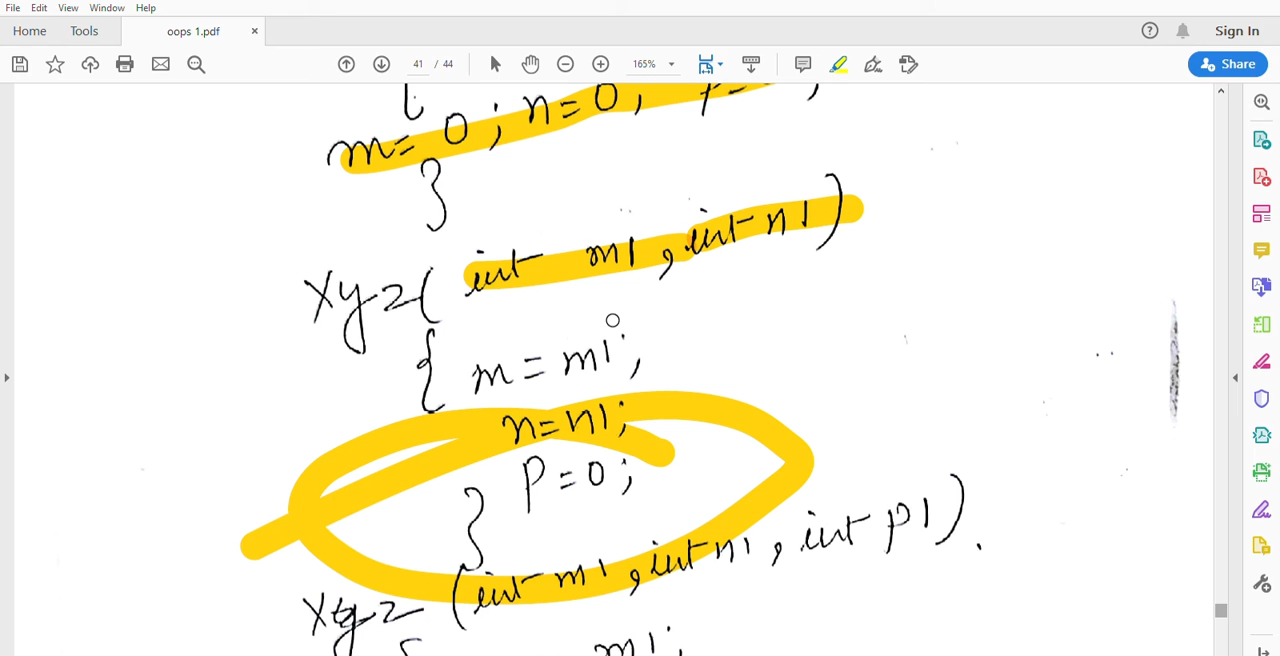 File Edit View Window Help
Home Tools oops 1.pdf × Sign In
41 / 44 165% Share
{
m = 0 ; n = 0 ,
}
Xyz( int m1 , int n1 )
{ m = m1 ;
n = n1 ;
p = 0 ;
}
Xyz (int m1 , int n1 , int p1 ) .
m1 ;